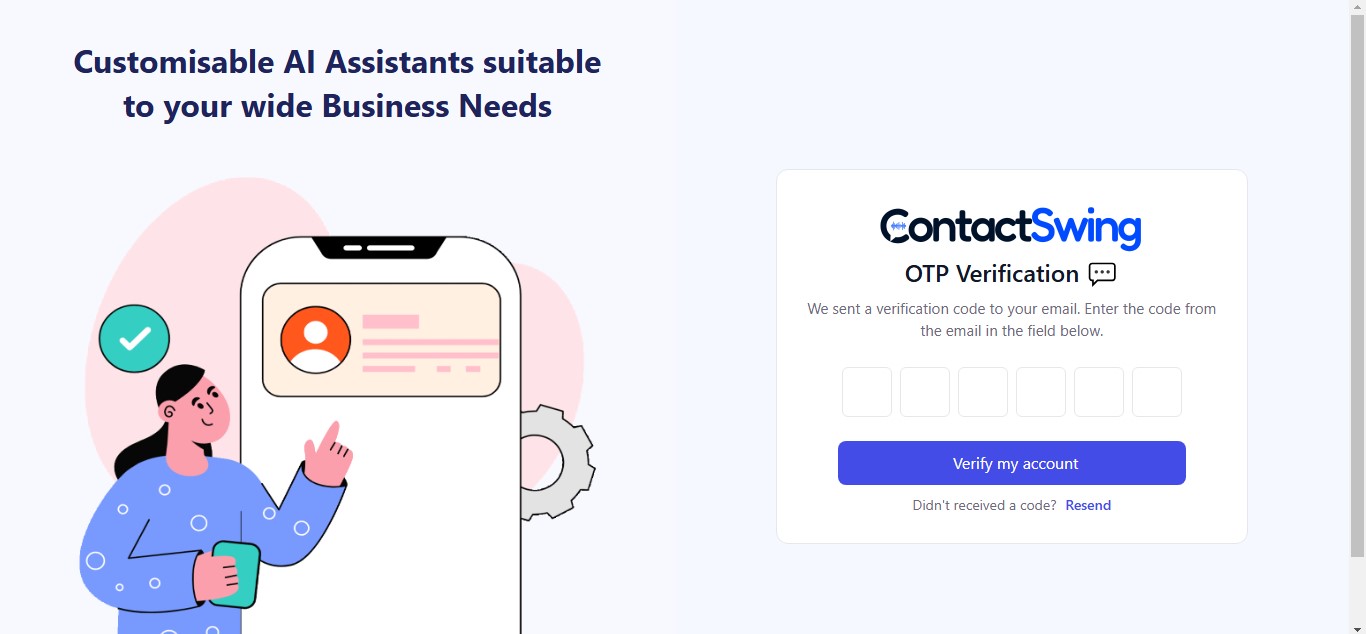 Customisable AI Assistants suitable
to your wide Business Needs
ContactSwing
OTP Verification
We sent a verification code to your email. Enter the code from
the email in the field below.
Verify my account
Didn't received a code? Resend